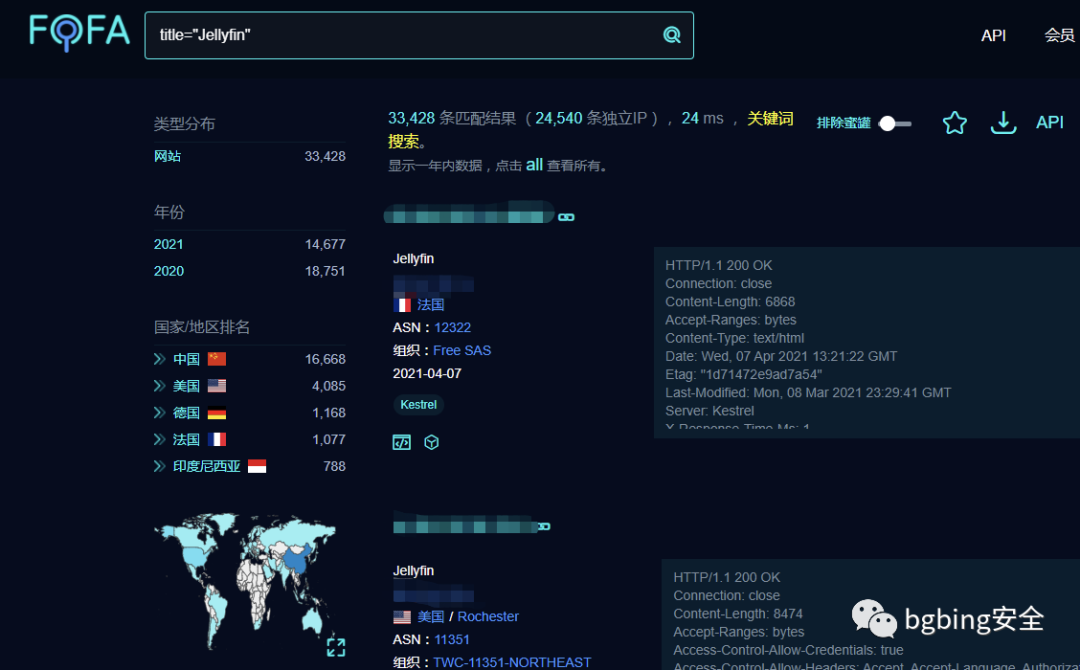 FOFA
title="Jellyfin"
API 会员
类型分布
网站 33,428
年份
2021 14,677
2020 18,751
国家/地区排名
中国 16,668
美国 4,085
德国 1,168
法国 1,077
印度尼西亚 788
33,428 条匹配结果（ 24,540 条独立IP ），24 ms ，关键词
搜索。
显示一年内数据，点击 all 查看所有。
排除蜜罐
API
Jellyfin
法国
ASN：12322
组织：Free SAS
2021-04-07
Kestrel
HTTP/1.1 200 OK
Connection: close
Content-Length: 6868
Accept-Ranges: bytes
Content-Type: text/html
Date: Wed, 07 Apr 2021 13:21:22 GMT
Etag: "1d71472e9ad7a54"
Last-Modified: Mon, 08 Mar 2021 23:29:41 GMT
Server: Kestrel
X-Response-Time-Ms: 1
Jellyfin
美国 / Rochester
ASN：11351
组织：TWC-11351-NORTHEAST
HTTP/1.1 200 OK
Connection: close
Content-Length: 8474
Accept-Ranges: bytes
Access-Control-Allow-Credentials: true
Access-Control-Allow-Headers: Accept, Accept-Language, Authoriza
bgbing安全